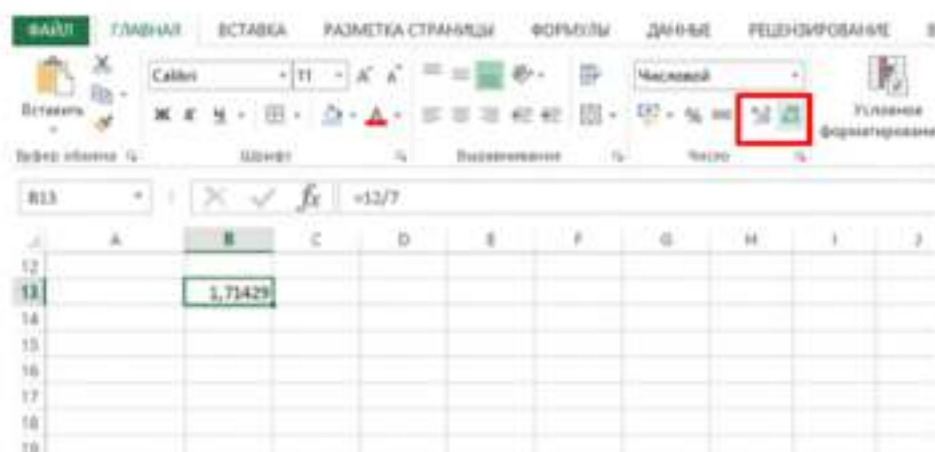 ФАЙЛ ГЛАВНАЯ ВСТАВКА РАЗМЕТКА СТРАНИЦЫ ФОРМУЛЫ ДАННЫЕ РЕЦЕНЗИРОВАНИЕ
Calibri 11 Числовой
Вставить Ж К Ч % Условное
форматирование
Буфер обмена Шрифт Выравнивание Число
B13 fx =12/7
A B C D E F G H I J
12
13 1,71429
14
15
16
17
18
19